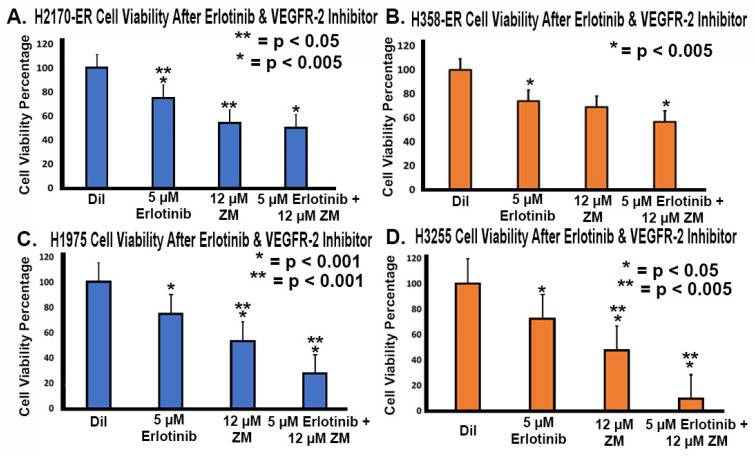 A. H2170-ER Cell Viability After Erlotinib & VEGFR-2 Inhibitor
** = p < 0.05
* = p < 0.005
Cell Viability Percentage
120
100
80
60
40
20
0
**
*
**
*
Dil
5 µM Erlotinib
12 µM ZM
5 µM Erlotinib + 12 µM ZM
B. H358-ER Cell Viability After Erlotinib & VEGFR-2 Inhibitor
* = p < 0.005
Cell Viability Percentage
120
100
80
60
40
20
0
*
*
Dil
5 µM Erlotinib
12 µM ZM
5 µM Erlotinib + 12 µM ZM
C. H1975 Cell Viability After Erlotinib & VEGFR-2 Inhibitor
* = p < 0.001
** = p < 0.001
Cell Viability Percentage
120
100
80
60
40
20
0
*
**
*
**
*
Dil
5 µM Erlotinib
12 µM ZM
5 µM Erlotinib + 12 µM ZM
D. H3255 Cell Viability After Erlotinib & VEGFR-2 Inhibitor
* = p < 0.05
** = p < 0.005
Cell Viability Percentage
120
100
80
60
40
20
0
*
**
*
**
*
Dil
5 µM Erlotinib
12 µM ZM
5 µM Erlotinib + 12 µM ZM